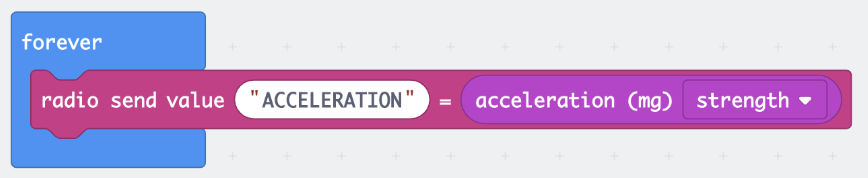 forever
radio send value "ACCELERATION" = acceleration (mg) strength